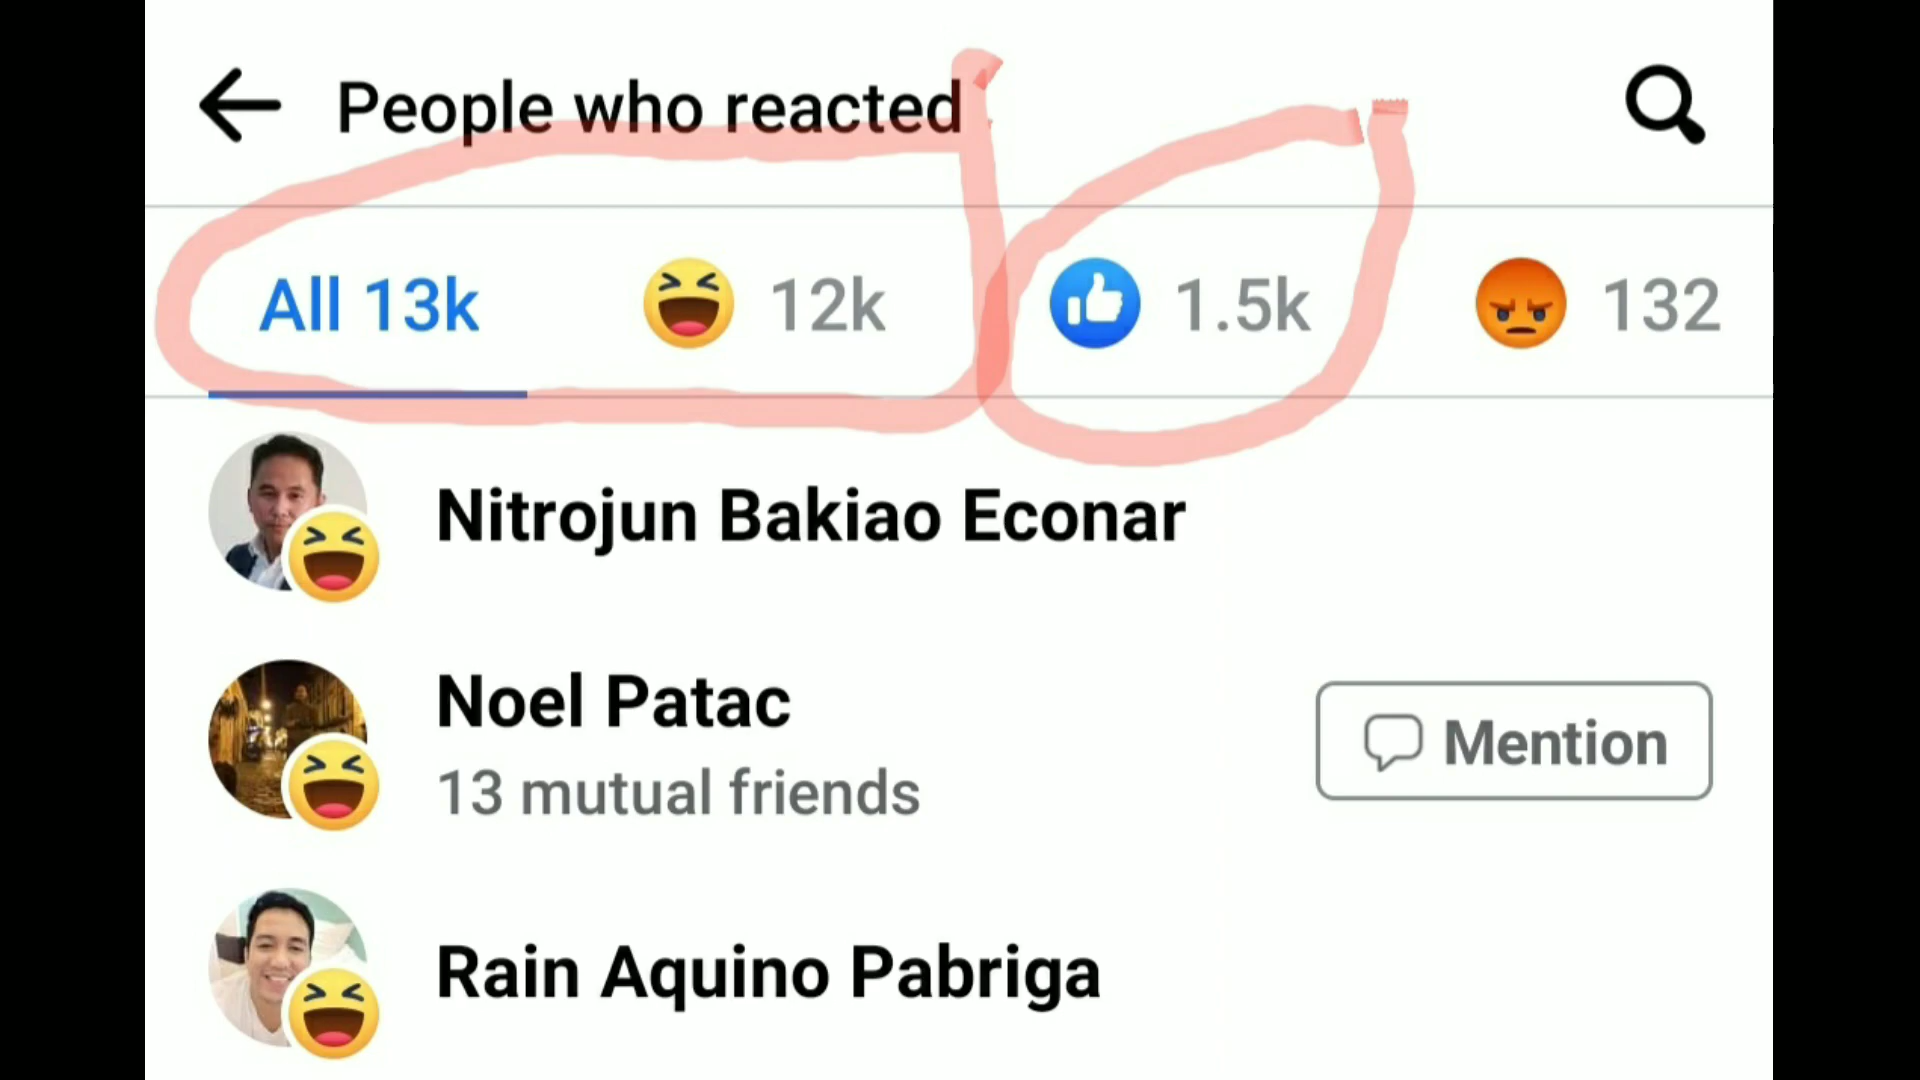 People who reacted
All 13k 12k 1.5k 132
Nitrojun Bakiao Econar
Noel Patac
13 mutual friends
Mention
Rain Aquino Pabriga